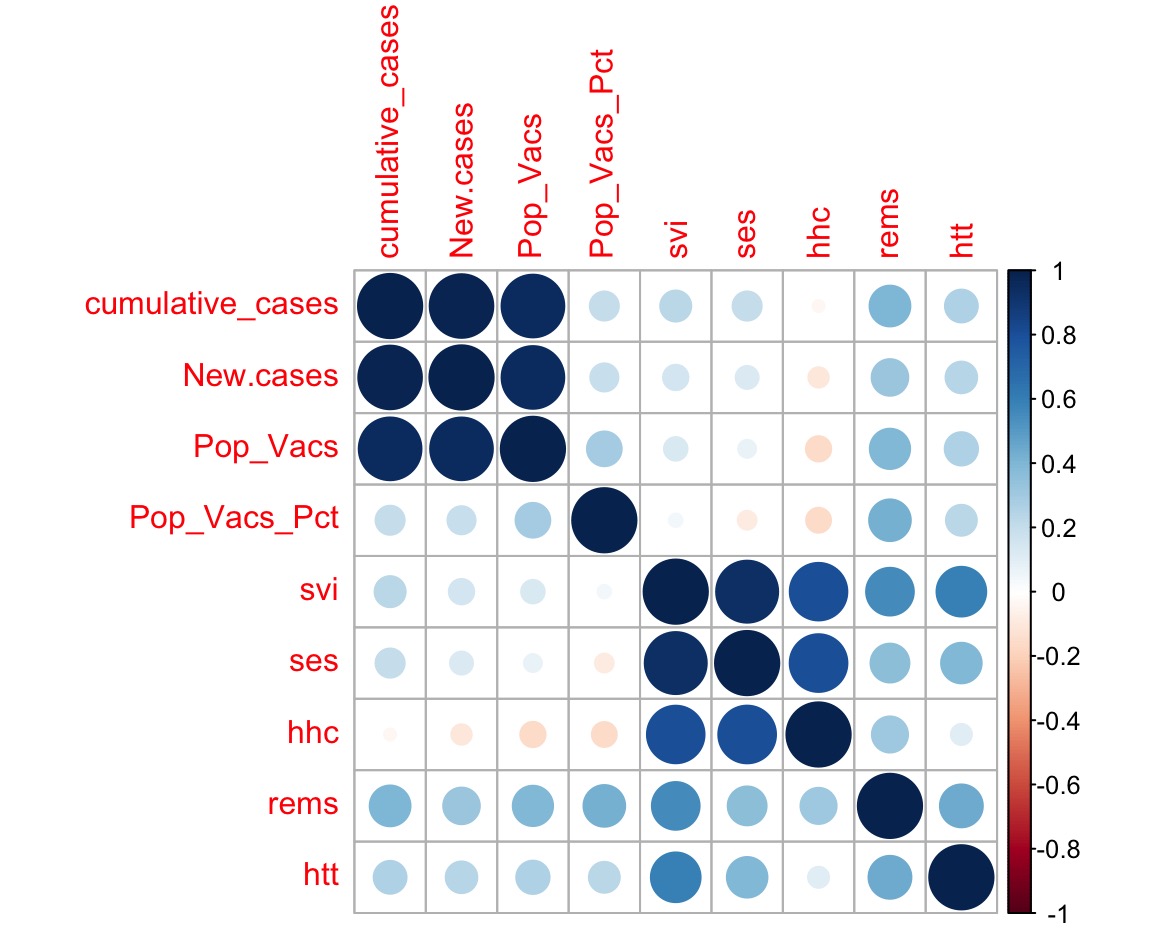 cumulative_cases
New.cases
Pop_Vacs
Pop_Vacs_Pct
svi
ses
hhc
rems
htt
cumulative_cases
New.cases
Pop_Vacs
Pop_Vacs_Pct
svi
ses
hhc
rems
htt
1
0.8
0.6
0.4
0.2
0
-0.2
-0.4
-0.6
-0.8
-1